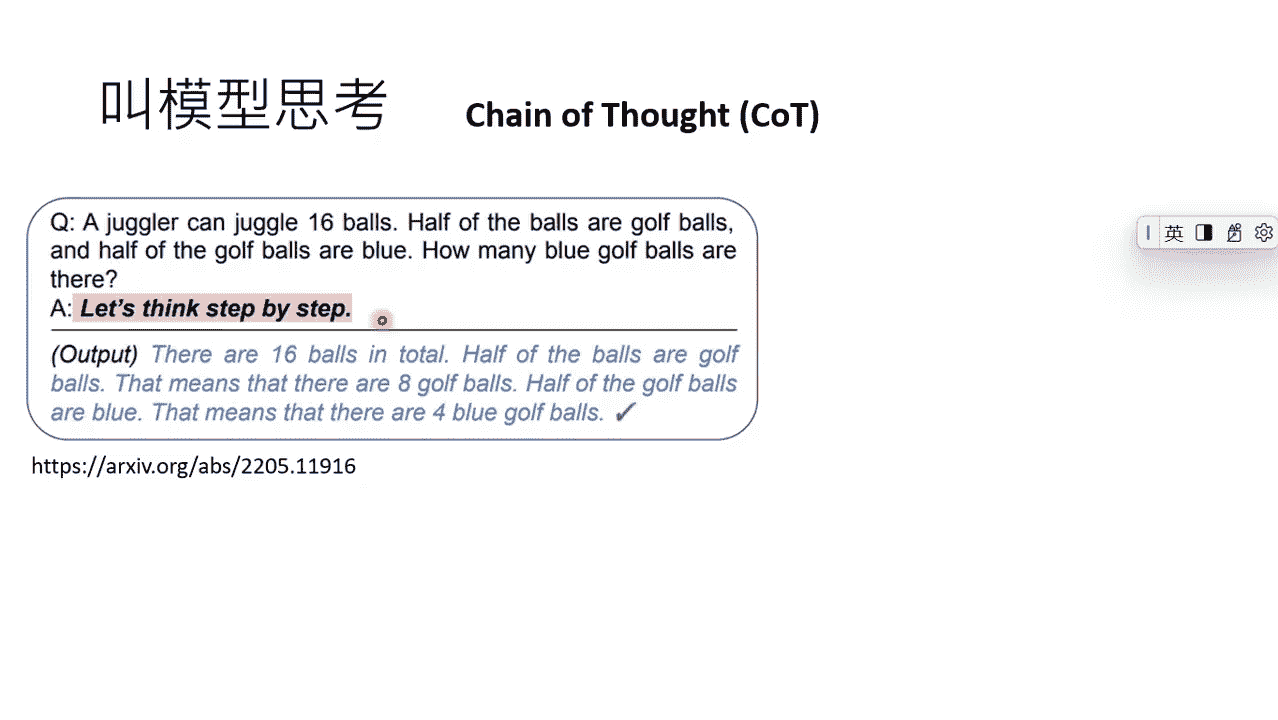 叫模型思考
Chain of Thought (CoT)
Q: A juggler can juggle 16 balls. Half of the balls are golf balls,
and half of the golf balls are blue. How many blue golf balls are
there?
A: Let's think step by step.
(Output) There are 16 balls in total. Half of the balls are golf
balls. That means that there are 8 golf balls. Half of the golf balls
are blue. That means that there are 4 blue golf balls. ✓
https://arxiv.org/abs/2205.11916
英